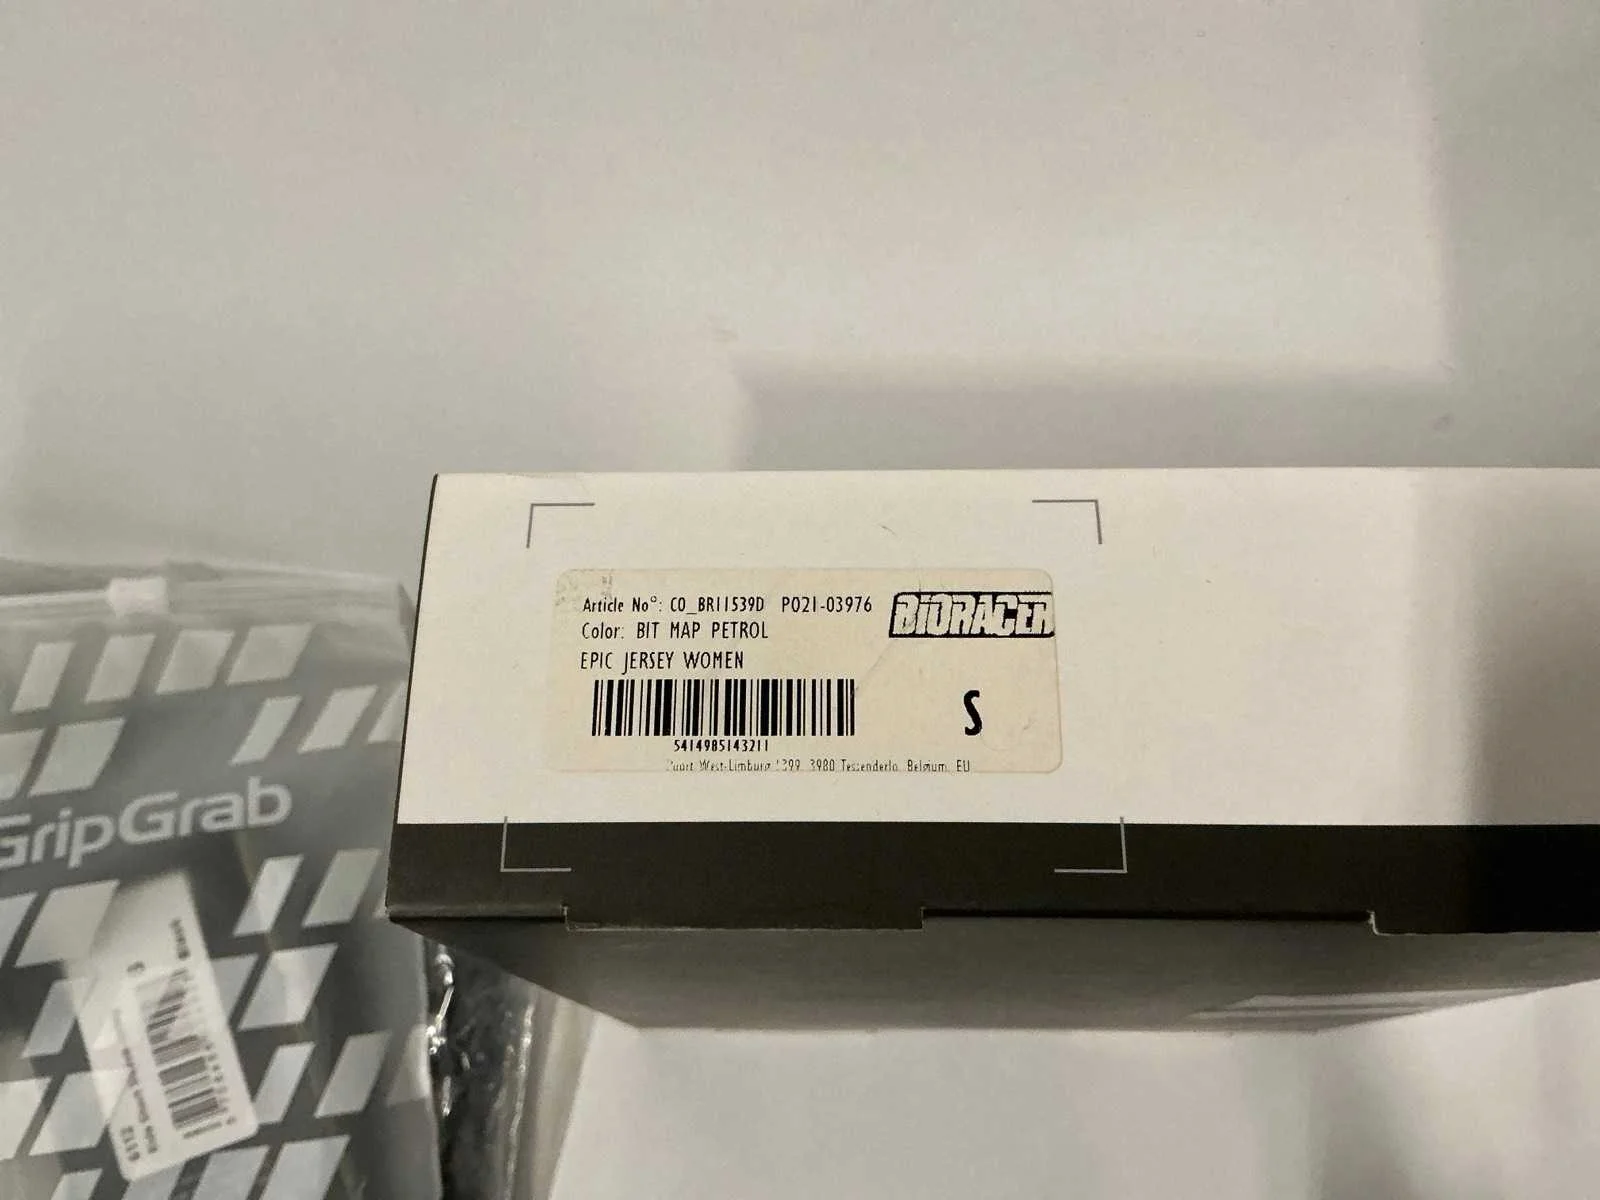 Article No°: CO_BR11539D P021-03976
BIORACER
Color: BIT MAP PETROL
EPIC JERSEY WOMEN
S
5414985143211
West-Limburg 1399, 3980 Tessenderlo, Belgium, EU
GripGrab
6112